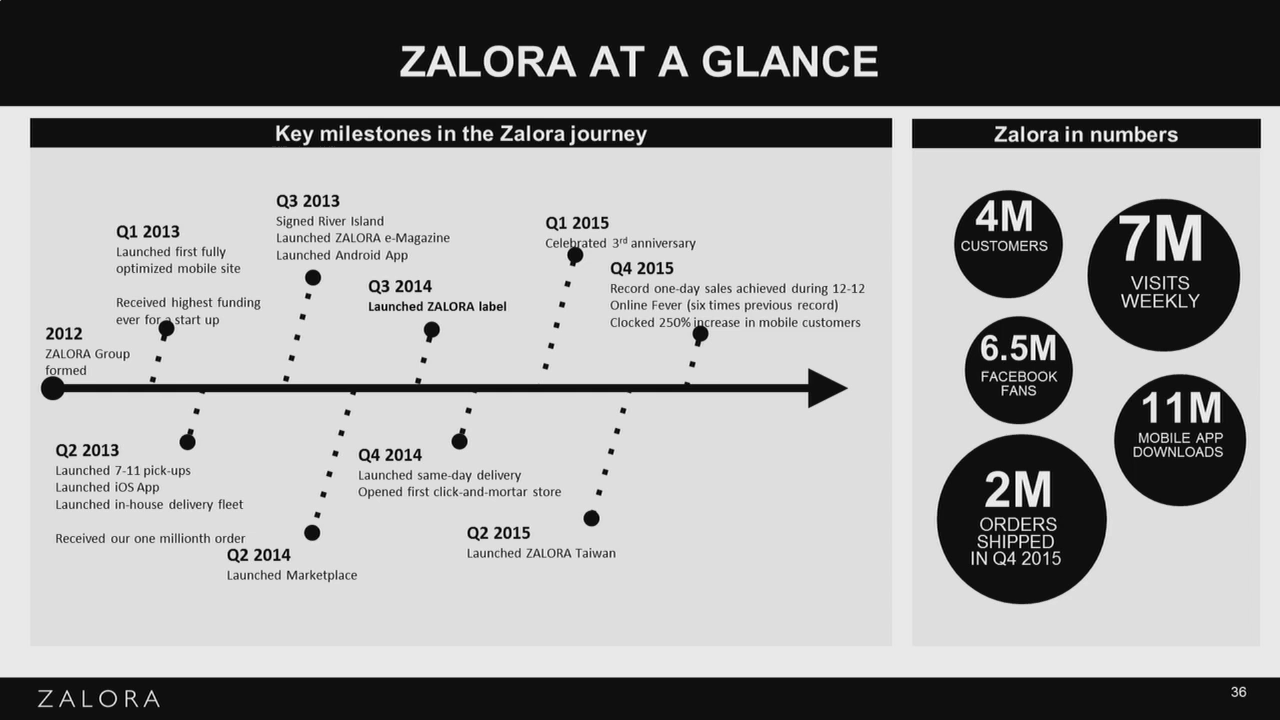 ZALORA AT A GLANCE
Key milestones in the Zalora journey
2012
ZALORA Group
formed
Q1 2013
Launched first fully
optimized mobile site
Received highest funding
ever for a start up
Q2 2013
Launched 7-11 pick-ups
Launched iOS App
Launched in-house delivery fleet
Received our one millionth order
Q3 2013
Signed River Island
Launched ZALORA e-Magazine
Launched Android App
Q2 2014
Launched Marketplace
Q3 2014
Launched ZALORA label
Q4 2014
Launched same-day delivery
Opened first click-and-mortar store
Q1 2015
Celebrated 3rd anniversary
Q2 2015
Launched ZALORA Taiwan
Q4 2015
Record one-day sales achieved during 12-12
Online Fever (six times previous record)
Clocked 250% increase in mobile customers
Zalora in numbers
4M
CUSTOMERS
7M
VISITS
WEEKLY
6.5M
FACEBOOK
FANS
11M
MOBILE APP
DOWNLOADS
2M
ORDERS
SHIPPED
IN Q4 2015
ZALORA
36